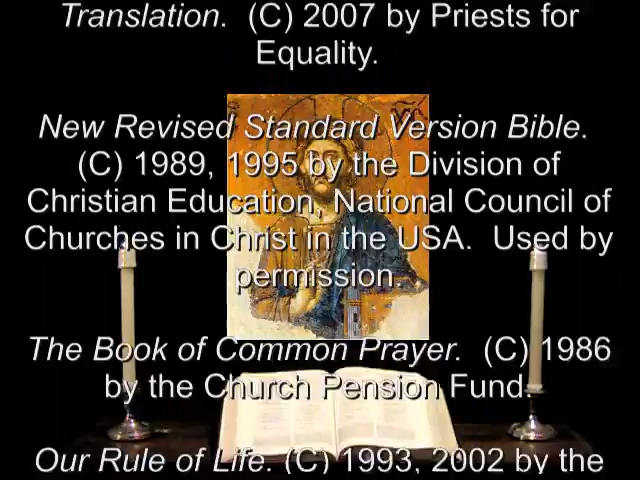 Translation. (C) 2007 by Priests for
Equality.
New Revised Standard Version Bible.
(C) 1989, 1995 by the Division of
Christian Education, National Council of
Churches in Christ in the USA. Used by
permission.
The Book of Common Prayer. (C) 1986
by the Church Pension Fund.
Our Rule of Life. (C) 1993, 2002 by the